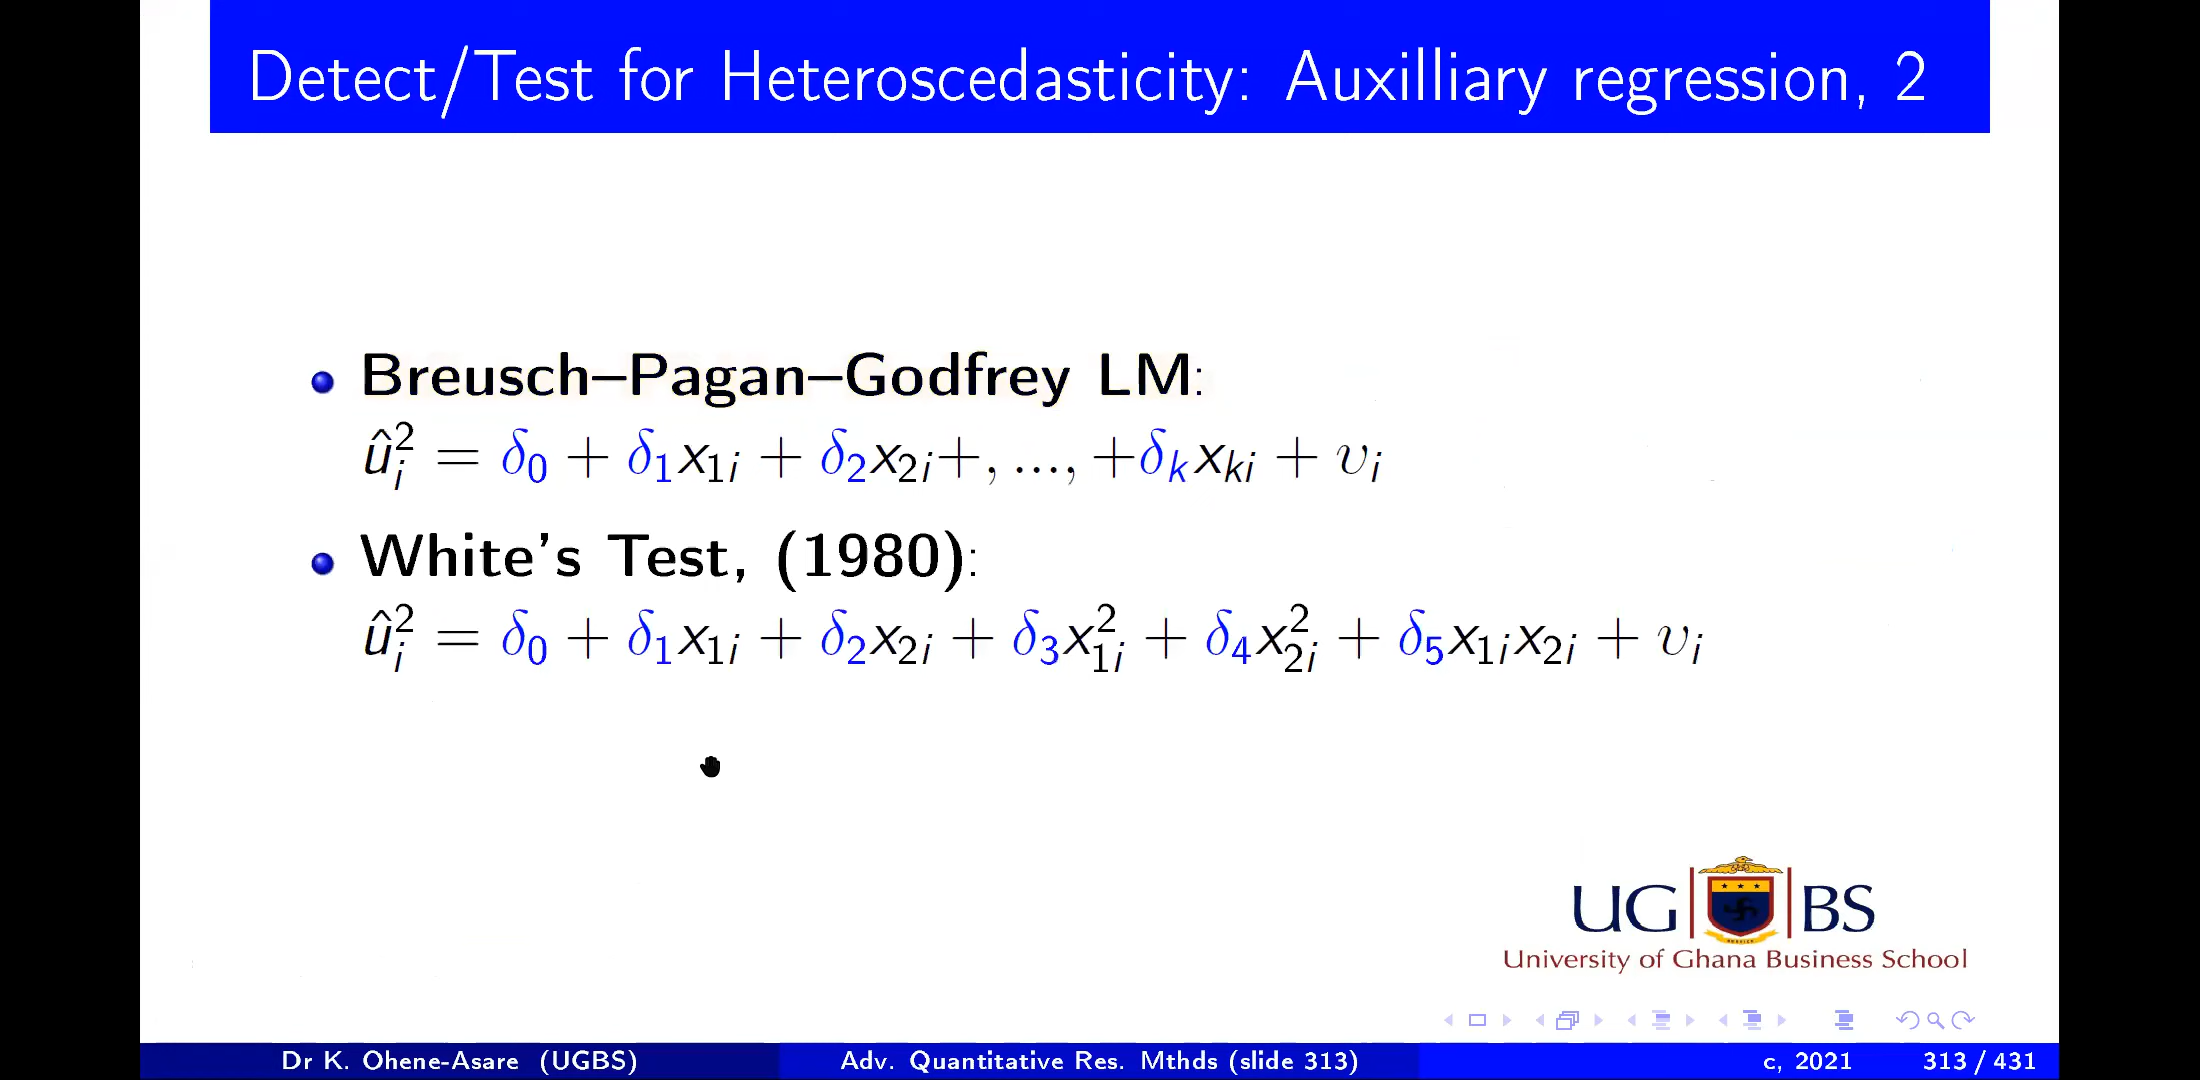 Detect/Test for Heteroscedasticity: Auxilliary regression, 2
Breusch–Pagan–Godfrey LM:
û²ᵢ = δ₀ + δ₁x₁ᵢ + δ₂x₂ᵢ+, ..., +δₖxₖᵢ + υᵢ
White's Test, (1980):
û²ᵢ = δ₀ + δ₁x₁ᵢ + δ₂x₂ᵢ + δ₃x²₁ᵢ + δ₄x²₂ᵢ + δ₅x₁ᵢx₂ᵢ + υᵢ
UG BS
University of Ghana Business School
Dr K. Ohene-Asare (UGBS) Adv. Quantitative Res. Mthds (slide 313) c, 2021 313 / 431